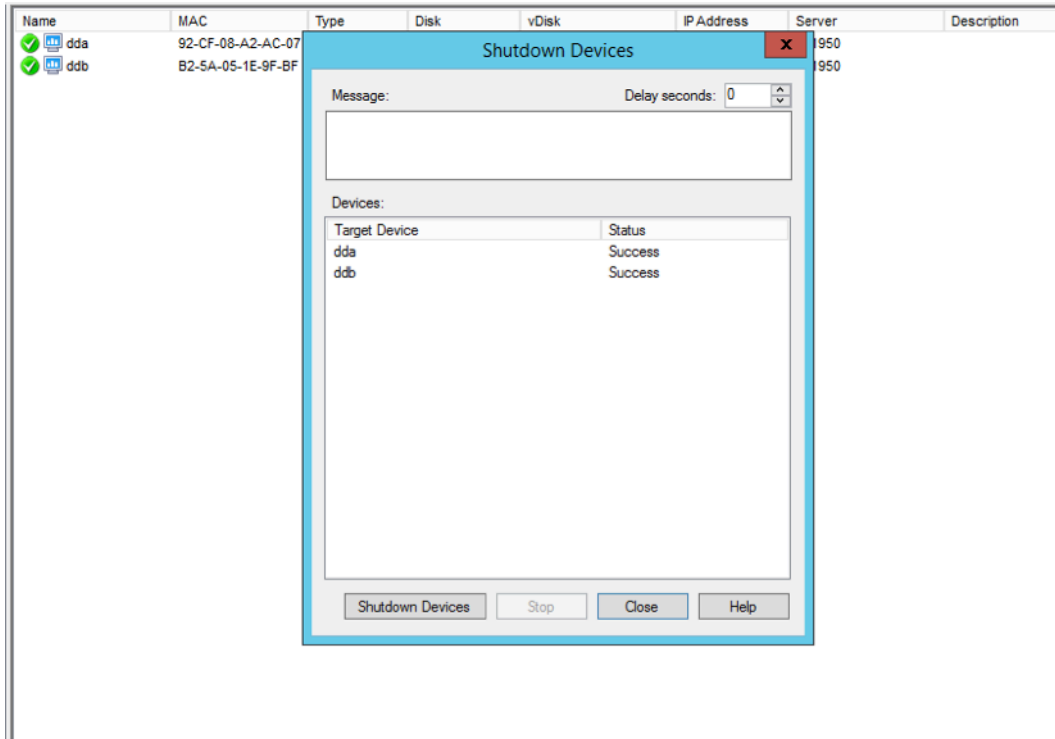 Name MAC Type Disk vDisk IP Address Server Description
dda 92-CF-08-A2-AC-07 1950
ddb B2-5A-05-1E-9F-BF 1950
Shutdown Devices x
Message: Delay seconds: 0
Devices:
Target Device Status
dda Success
ddb Success
Shutdown Devices Stop Close Help